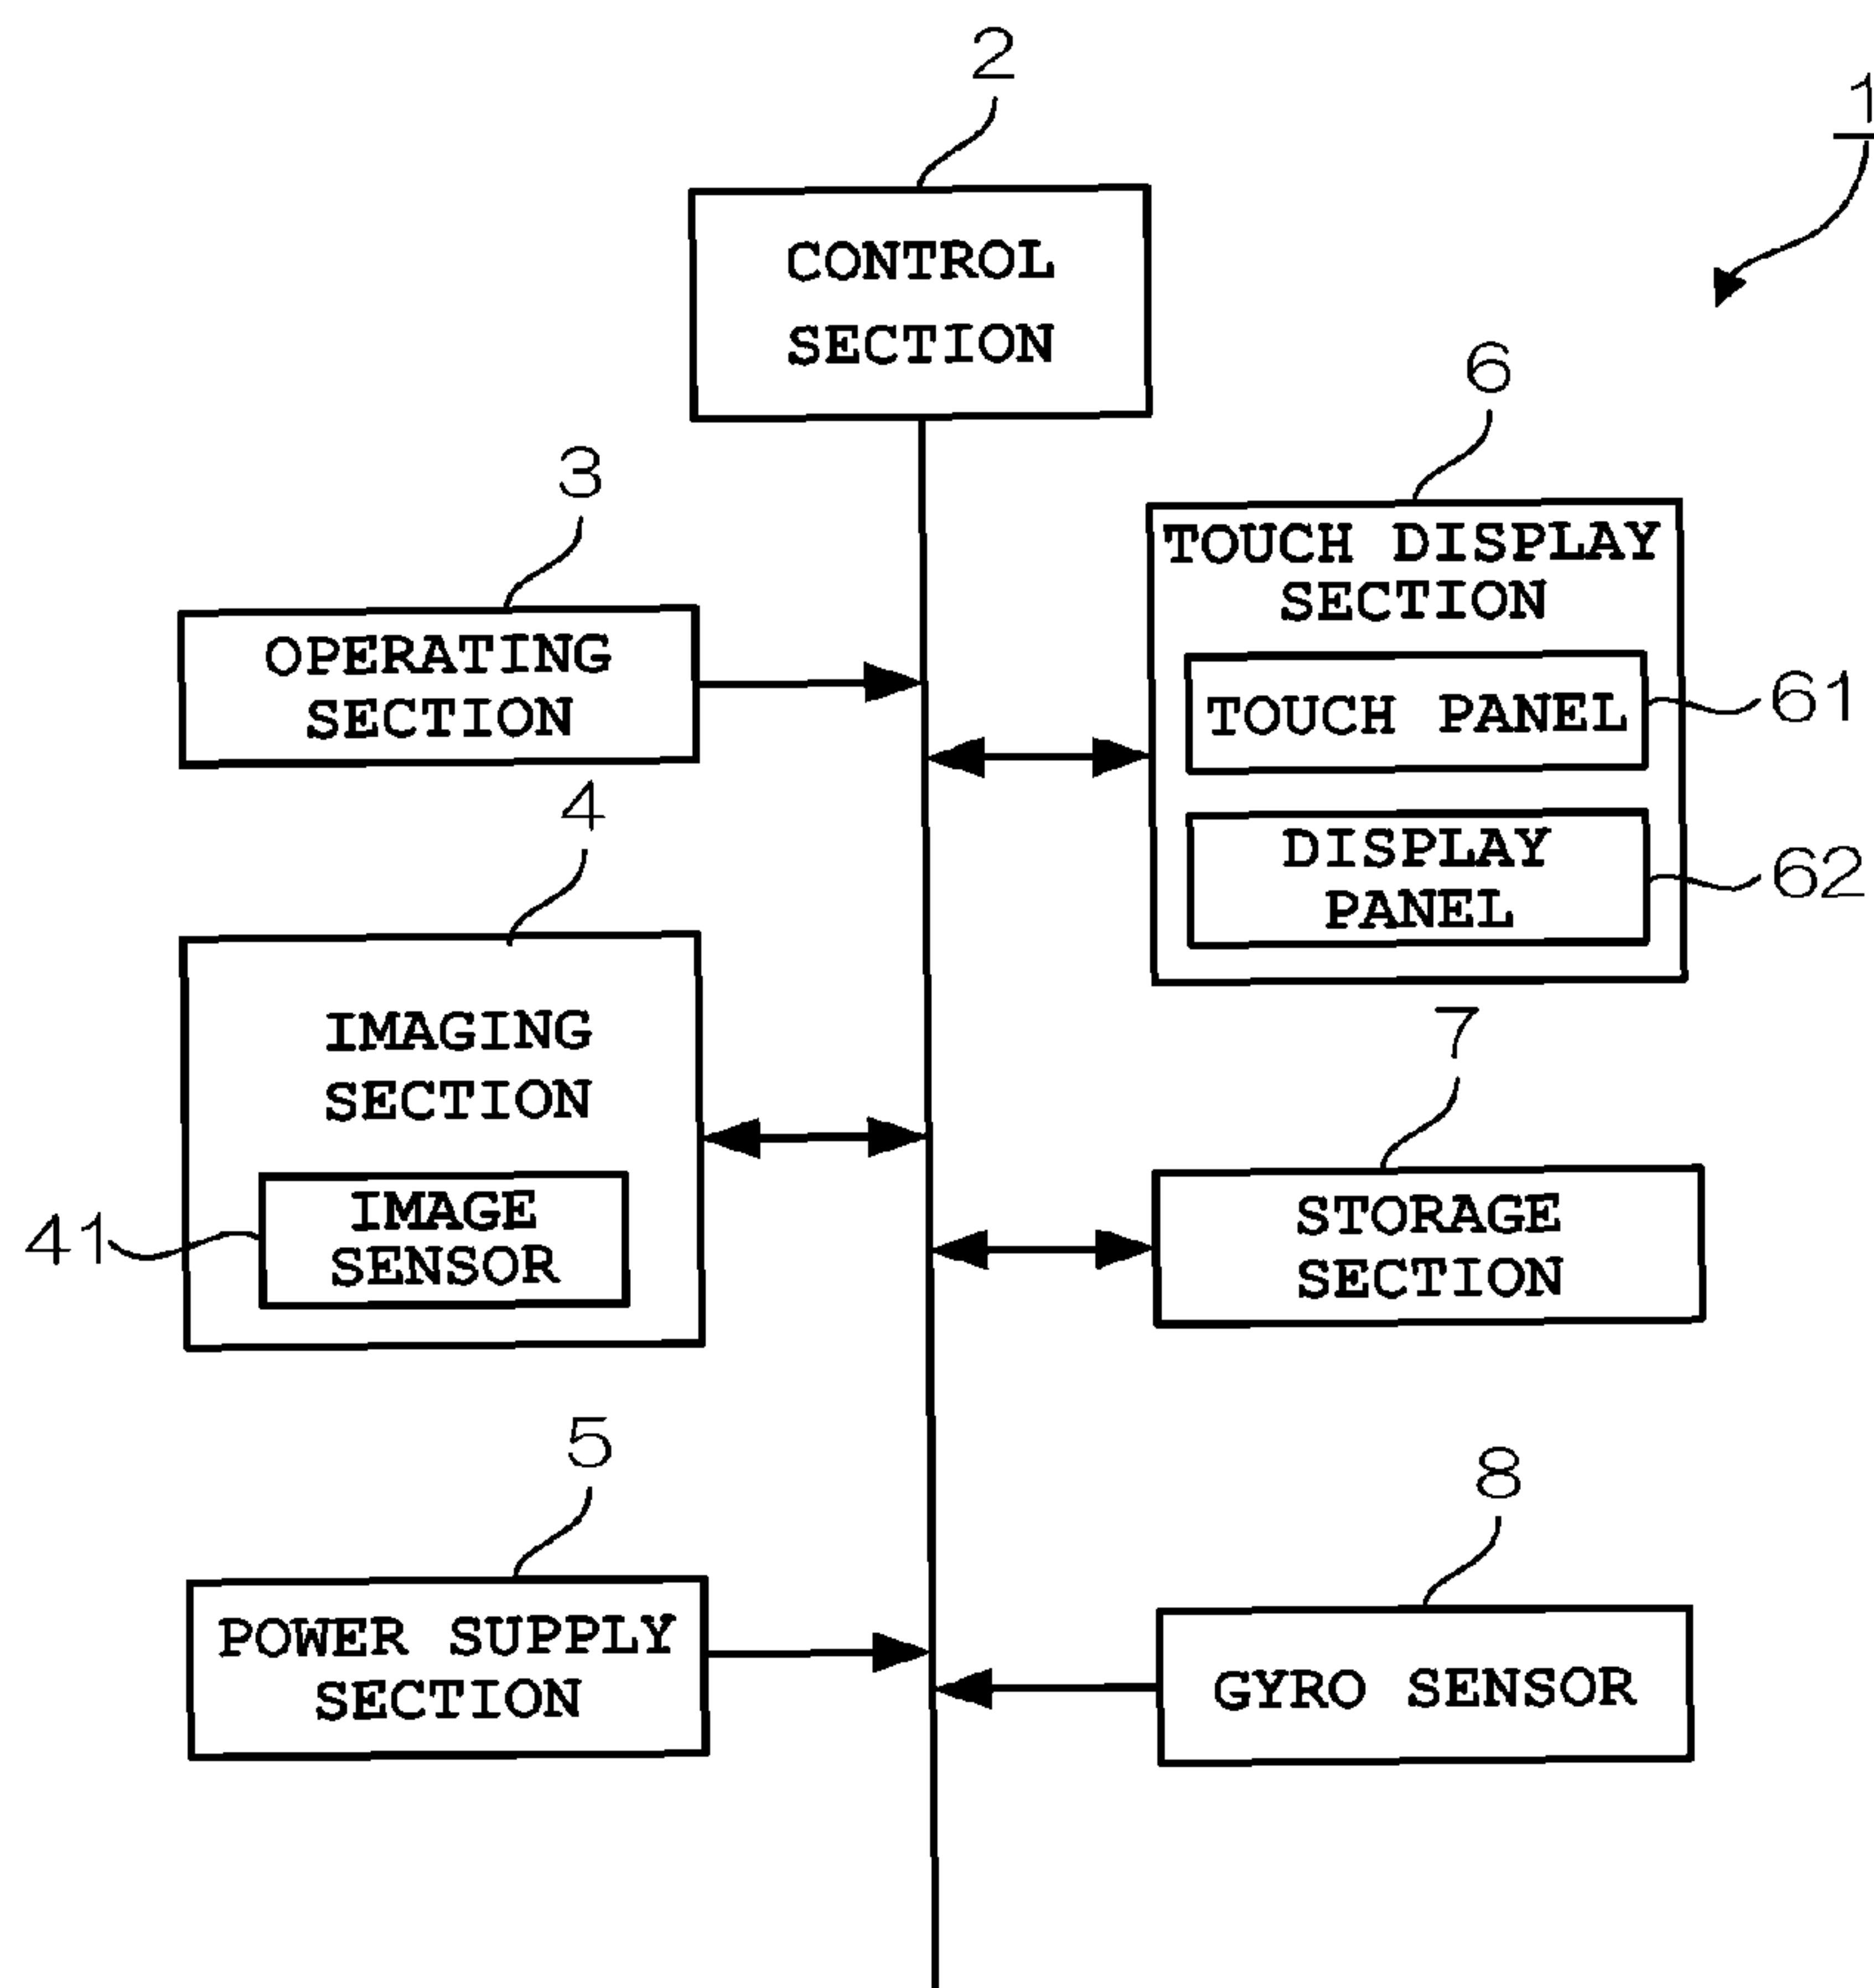 2
1
CONTROL
SECTION
6
3
TOUCH DISPLAY
SECTION
OPERATING
SECTION
TOUCH PANEL
61
4
DISPLAY
PANEL
62
IMAGING
SECTION
7
41
IMAGE
SENSOR
STORAGE
SECTION
5
8
POWER SUPPLY
SECTION
GYRO SENSOR